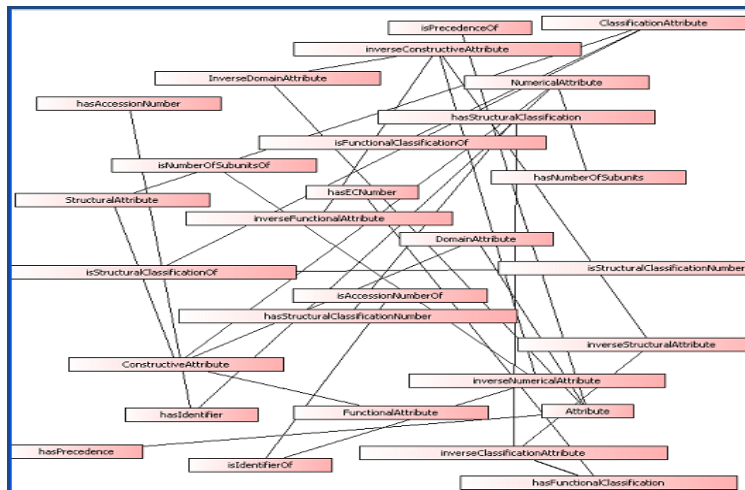 ClassificationAttribute
isPrecedenceOf
inverseConstructiveAttribute
InverseDomainAttribute
NumericalAttribute
hasAccessionNumber
hasStructuralClassification
isFunctionalClassificationOf
isNumberOfSubunitsOf
hasNumberOfSubunits
hasECNumber
StructuralAttribute
inverseFunctionalAttribute
DomainAttribute
isStructuralClassificationOf
isStructuralClassificationNumber
isAccessionNumberOf
hasStructuralClassificationNumber
inverseStructuralAttribute
ConstructiveAttribute
inverseNumericalAttribute
hasIdentifier
FunctionalAttribute
Attribute
hasPrecedence
inverseClassificationAttribute
isIdentifierOf
hasFunctionalClassification